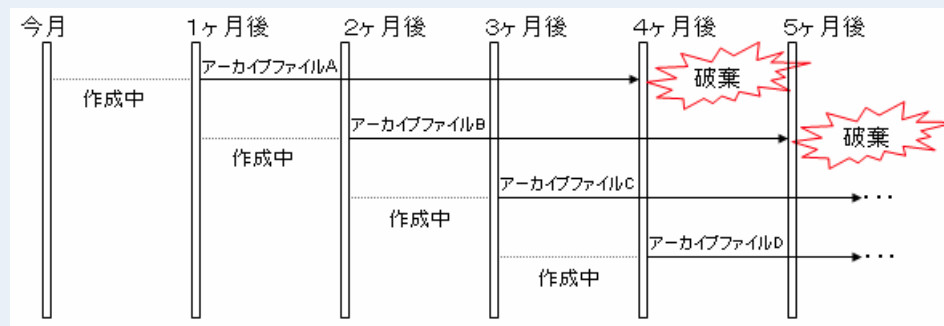 今月 1ヶ月後 2ヶ月後 3ヶ月後 4ヶ月後 5ヶ月後
アーカイブファイルA
破棄
作成中
アーカイブファイルB
破棄
作成中
アーカイブファイルC
・・・
作成中
アーカイブファイルD
・・・
作成中